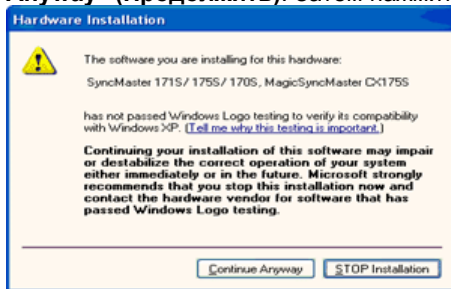 Anyway" (Продолжить). Затем нажмит
Hardware Installation
The software you are installing for this hardware:
SyncMaster 171S/ 175S/ 170S, MagicSyncMaster CX175S
has not passed Windows Logo testing to verify its compatibility
with Windows XP. (Tell me why this testing is important.)
Continuing your installation of this software may impair
or destabilize the correct operation of your system
either immediately or in the future. Microsoft strongly
recommends that you stop this installation now and
contact the hardware vendor for software that has
passed Windows Logo testing.
Continue Anyway
STOP Installation